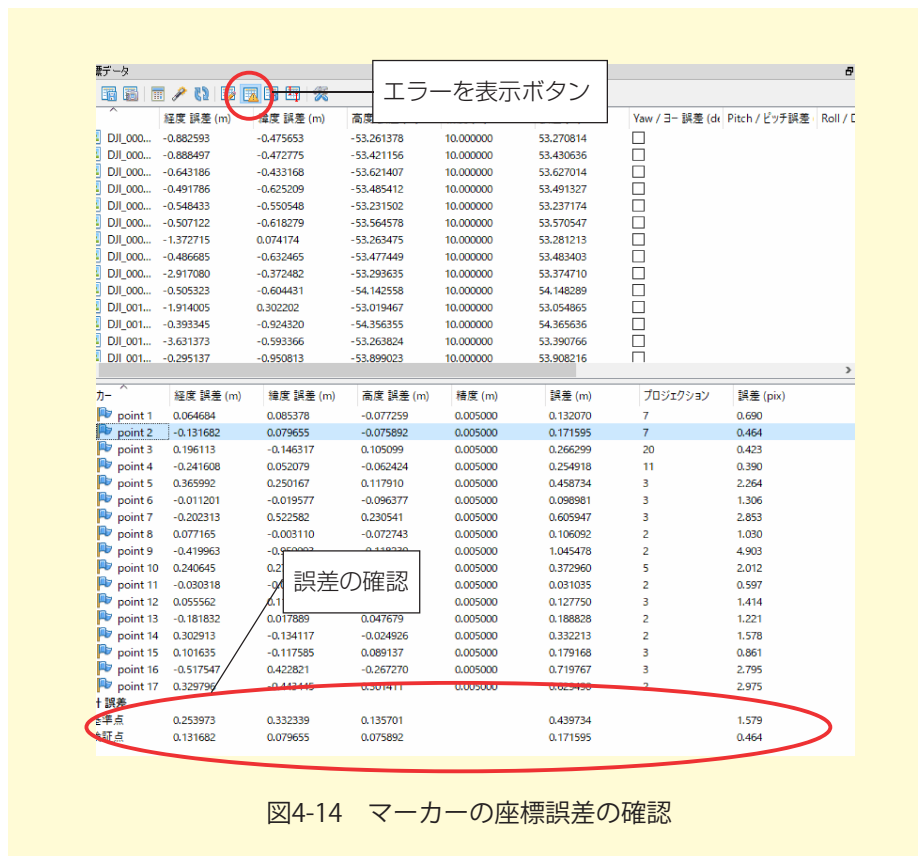 票データ
エラーを表示ボタン
経度 誤差 (m) 緯度 誤差 (m) 高度 Yaw / ヨー 誤差 (de Pitch / ピッチ誤差 Roll /
DJI_000... -0.882593 -0.475653 -53.261378 10.000000 53.270814
DJI_000... -0.888497 -0.472775 -53.421156 10.000000 53.430636
DJI_000... -0.643186 -0.433168 -53.621407 10.000000 53.627014
DJI_000... -0.491786 -0.625209 -53.485412 10.000000 53.491327
DJI_000... -0.548433 -0.550548 -53.231502 10.000000 53.237174
DJI_000... -0.507122 -0.618279 -53.564578 10.000000 53.570547
DJI_000... -1.372715 0.074174 -53.263475 10.000000 53.281213
DJI_000... -0.486685 -0.632465 -53.477449 10.000000 53.483403
DJI_000... -2.917080 -0.372482 -53.293635 10.000000 53.374710
DJI_000... -0.505323 -0.604431 -54.142558 10.000000 54.148289
DJI_001... -1.914005 0.302202 -53.019467 10.000000 53.054865
DJI_001... -0.393345 -0.924320 -54.356355 10.000000 54.365636
DJI_001... -3.631373 -0.593366 -53.263824 10.000000 53.390766
DJI_001... -0.295137 -0.950813 -53.899023 10.000000 53.908216
カー 経度 誤差 (m) 緯度 誤差 (m) 高度 誤差 (m) 精度 (m) 誤差 (m) プロジェクション 誤差 (pix)
point 1 0.064684 0.085378 -0.077259 0.005000 0.132070 7 0.690
point 2 -0.131682 0.079655 -0.075892 0.005000 0.171595 7 0.464
point 3 0.196113 -0.146317 0.105099 0.005000 0.266299 20 0.423
point 4 -0.241608 0.052079 -0.062424 0.005000 0.254918 11 0.390
point 5 0.365992 0.250167 0.117910 0.005000 0.458734 3 2.264
point 6 -0.011201 -0.019577 -0.096377 0.005000 0.098981 3 1.306
point 7 -0.202313 0.522582 0.230541 0.005000 0.605947 3 2.853
point 8 0.077165 -0.003110 -0.072743 0.005000 0.106092 2 1.030
point 9 -0.419963 0.005000 1.045478 2 4.903
point 10 0.240645 0.005000 0.372960 5 2.012
point 11 -0.030318 0.005000 0.031035 2 0.597
point 12 0.055562 0.005000 0.127750 3 1.414
誤差の確認
point 13 -0.181832 0.017889 0.047679 0.005000 0.188828 2 1.221
point 14 0.302913 -0.134117 -0.024926 0.005000 0.332213 2 1.578
point 15 0.101635 -0.117585 0.089137 0.005000 0.179168 3 0.861
point 16 -0.517547 0.422821 -0.267270 0.005000 0.719767 3 2.795
point 17 0.329796 -0.443445 0.301411 0.005000 0.629490 2 2.975
誤差
準点 0.253973 0.332339 0.135701 0.439734 1.579
証点 0.131682 0.079655 0.075892 0.171595 0.464
図4-14 マーカーの座標誤差の確認